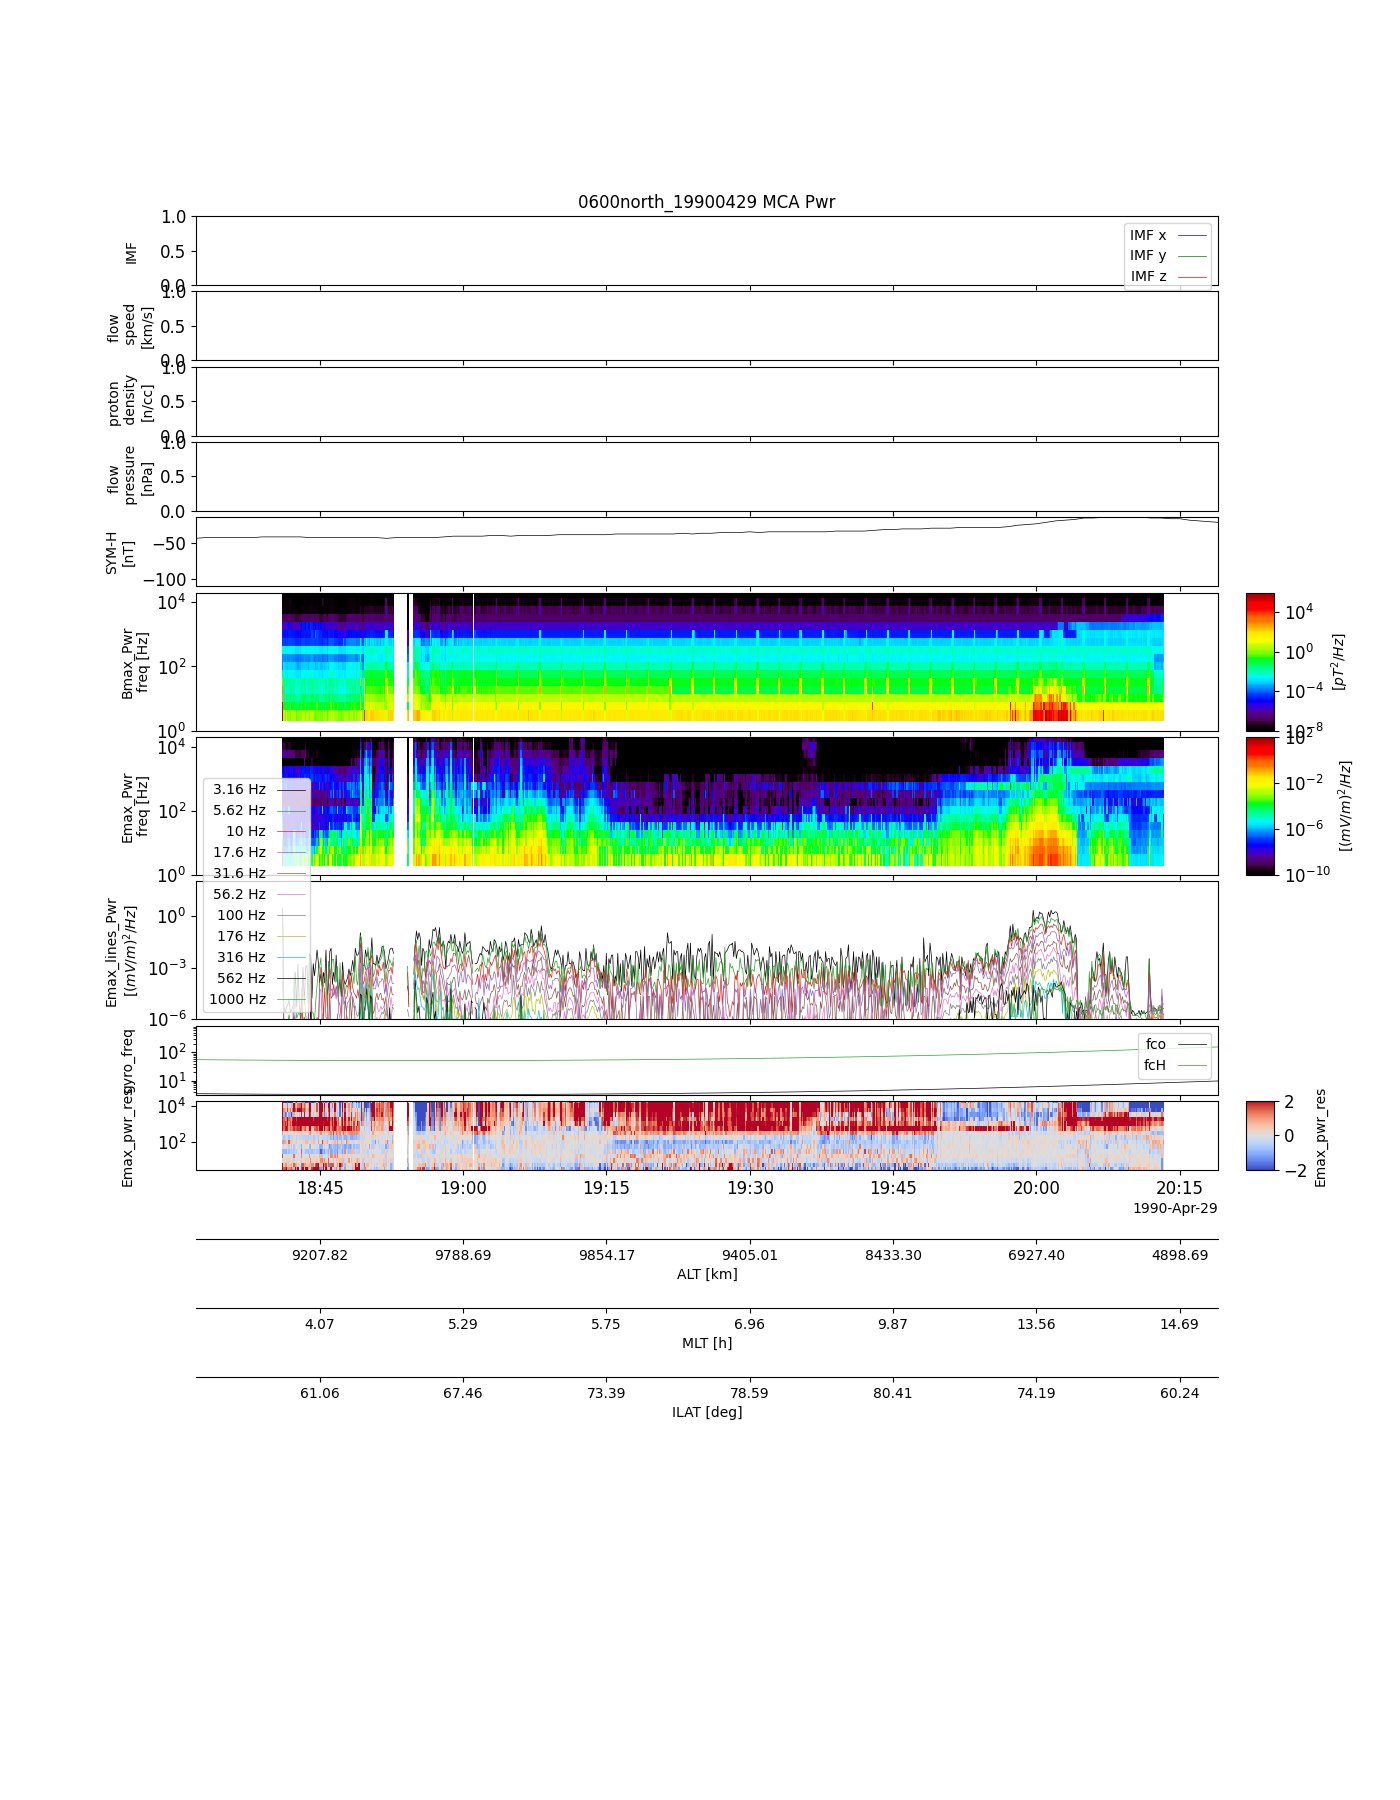 0600north_19900429 MCA Pwr
IMF
1.0
0.5
0.0
IMF x
IMF y
IMF z
flow
speed
[km/s]
1.0
0.5
0.0
proton
density
[n/cc]
1.0
0.5
0.0
flow
pressure
[nPa]
1.0
0.5
0.0
SYM-H
[nT]
−50
−100
Bmax_Pwr
freq [Hz]
10^4
10^2
10^0
10^4
10^0
10^−4
10^−8
[pT^2/Hz]
Emax_Pwr
freq [Hz]
10^4
10^2
10^0
10^2
10^−2
10^−6
10^−10
[(mV/m)^2/Hz]
3.16 Hz
5.62 Hz
10 Hz
17.6 Hz
31.6 Hz
56.2 Hz
100 Hz
176 Hz
316 Hz
562 Hz
1000 Hz
Emax_lines_Pwr
[(mV/m)^2/Hz]
10^0
10^−3
10^−6
gyro_freq
10^2
10^1
fco
fcH
Emax_pwr_res
10^4
10^2
2
0
−2
Emax_pwr_res
18:45 19:00 19:15 19:30 19:45 20:00 20:15
1990-Apr-29
9207.82 9788.69 9854.17 9405.01 8433.30 6927.40 4898.69
ALT [km]
4.07 5.29 5.75 6.96 9.87 13.56 14.69
MLT [h]
61.06 67.46 73.39 78.59 80.41 74.19 60.24
ILAT [deg]